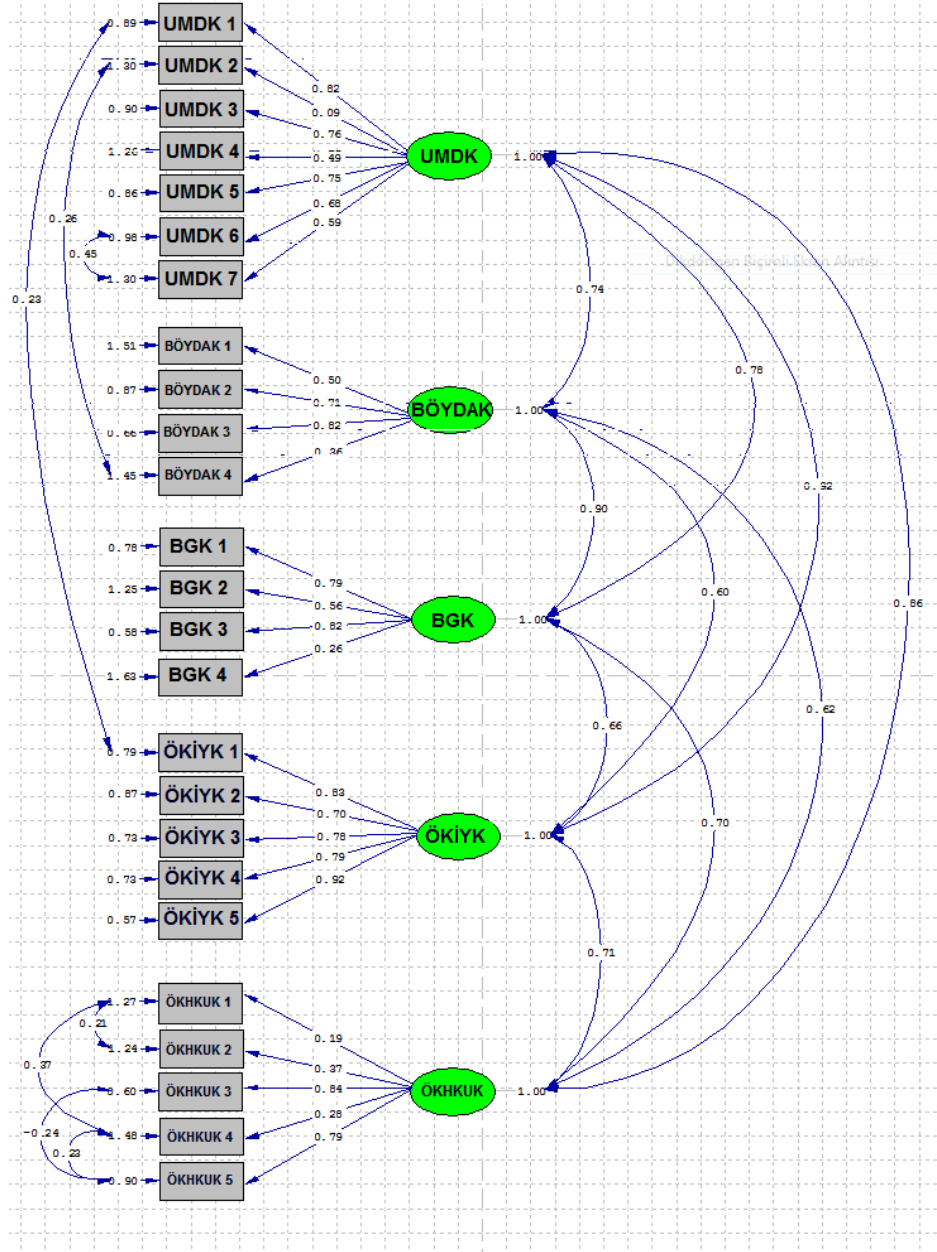 0.89 UMDK 1
1.30 UMDK 2
0.82
0.90 UMDK 3
0.09
0.76
UMDK 4
0.49
UMDK
1.00
0.86 UMDK 5
0.75
0.68
0.26
0.98 UMDK 6
0.59
0.45
1.30 UMDK 7
0.74
0.23
1.51 BÖYDAK 1
0.78
0.87 BÖYDAK 2
0.50
0.71
BÖYDAK
1.00
0.66 BÖYDAK 3
0.82
0.36
1.45 BÖYDAK 4
0.92
0.90
0.78 BGK 1
1.25 BGK 2
0.79
0.60
0.56
0.86
BGK
1.00
0.58 BGK 3
0.82
0.26
1.63 BGK 4
0.62
0.66
0.79 ÖKİYK 1
0.87 ÖKİYK 2
0.83
0.70
0.70
0.73 ÖKİYK 3
0.78
ÖKİYK
1.00
0.79
0.73 ÖKİYK 4
0.92
0.57 ÖKİYK 5
0.71
1.27 ÖKHKUK 1
0.21
0.19
1.24 ÖKHKUK 2
0.37
0.37
0.60 ÖKHKUK 3
0.84
ÖKHKUK
1.00
0.28
-0.24
1.48 ÖKHKUK 4
0.23
0.79
0.90 ÖKHKUK 5